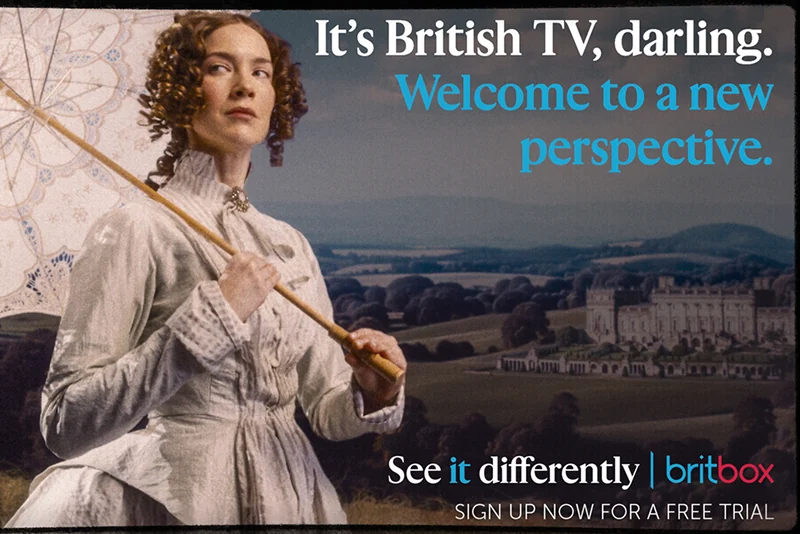 It's British TV, darling.
Welcome to a new
perspective.
See it differently | britbox
SIGN UP NOW FOR A FREE TRIAL